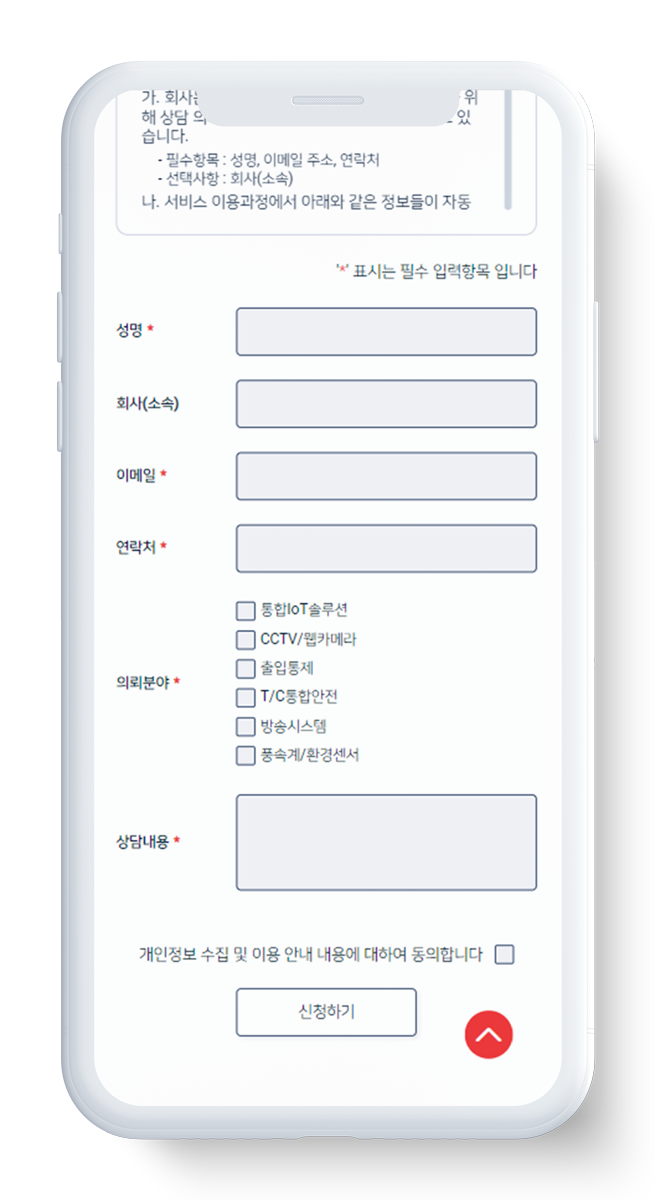 가. 회사는 위
해 상담 의 있
습니다.
- 필수항목 : 성명, 이메일 주소, 연락처
- 선택사항 : 회사(소속)
나. 서비스 이용과정에서 아래와 같은 정보들이 자동
'*' 표시는 필수 입력항목 입니다
성명 *
회사(소속)
이메일 *
연락처 *
의뢰분야 *
통합IoT솔루션
CCTV/웹카메라
출입통제
T/C통합안전
방송시스템
풍속계/환경센서
상담내용 *
개인정보 수집 및 이용 안내 내용에 대하여 동의합니다
신청하기